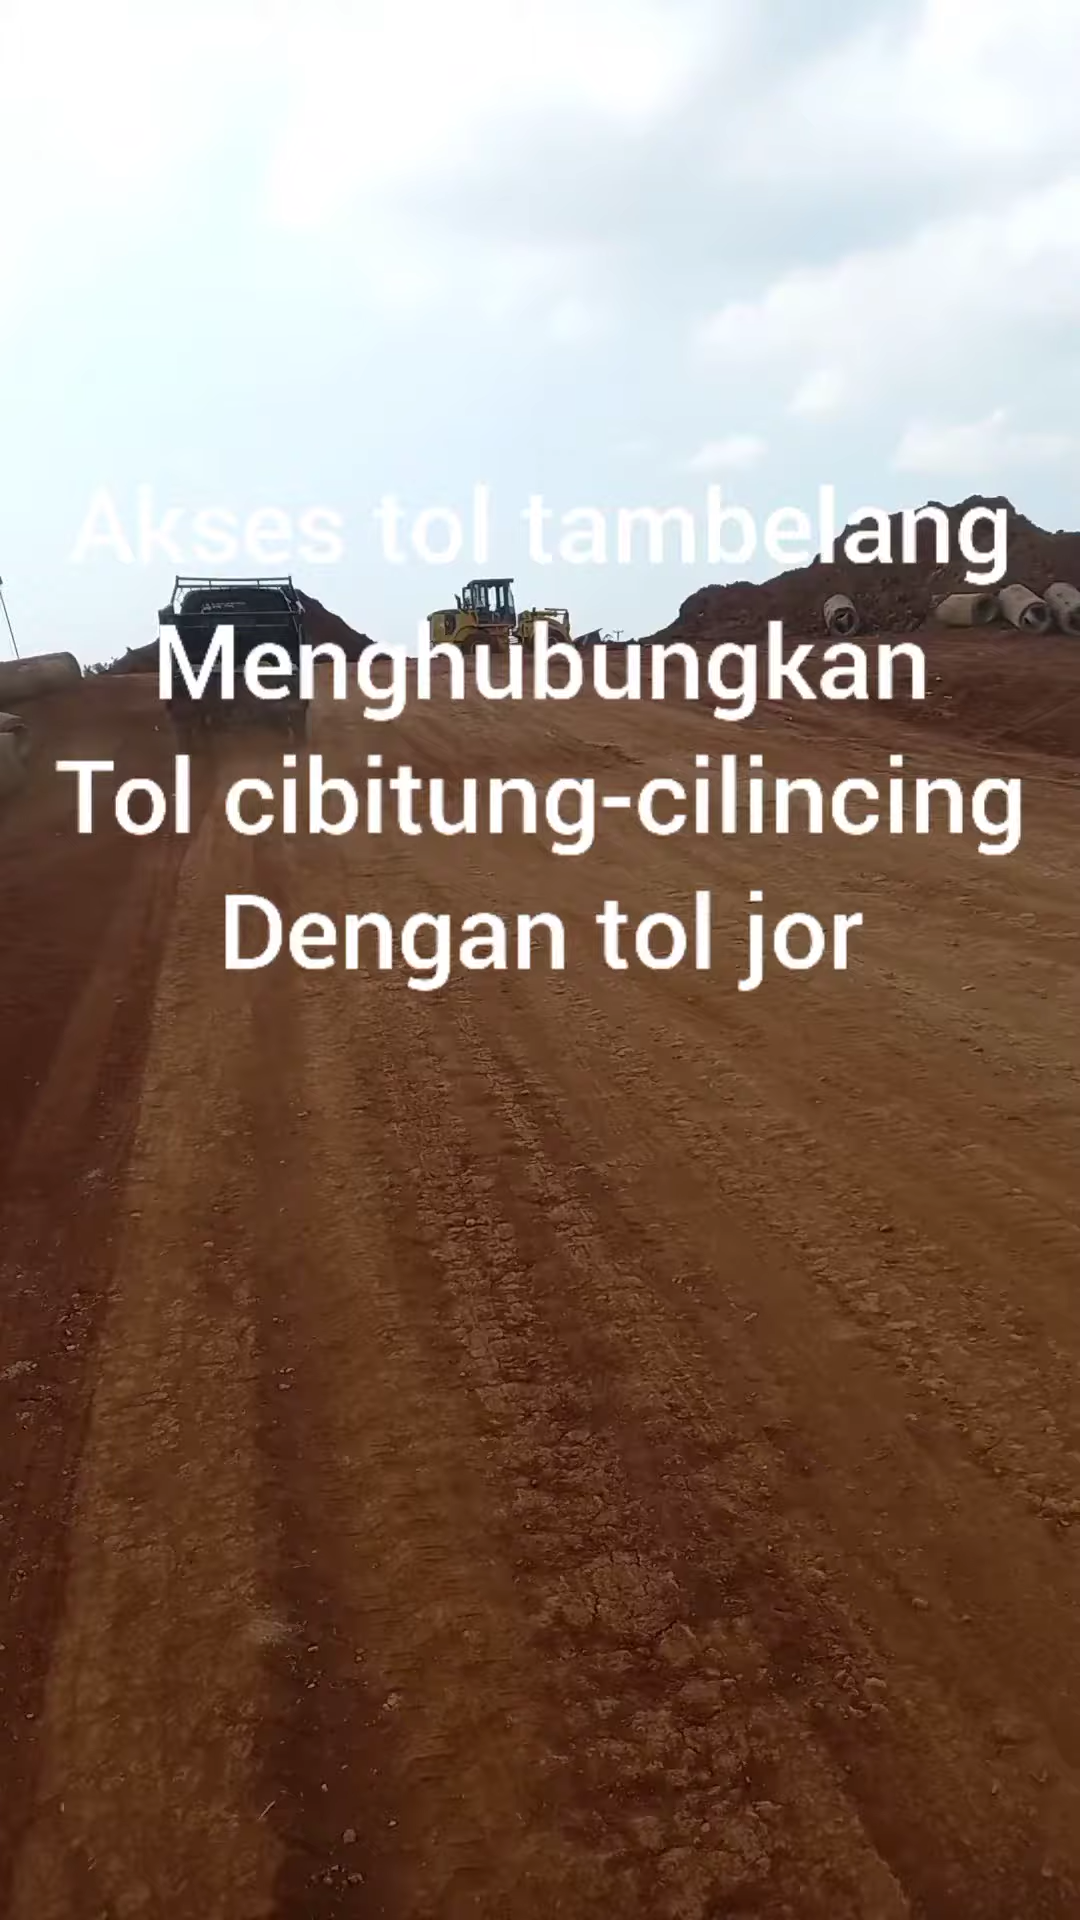 Akses tol tambelang
Menghubungkan
Tol cibitung-cilincing
Dengan tol jor